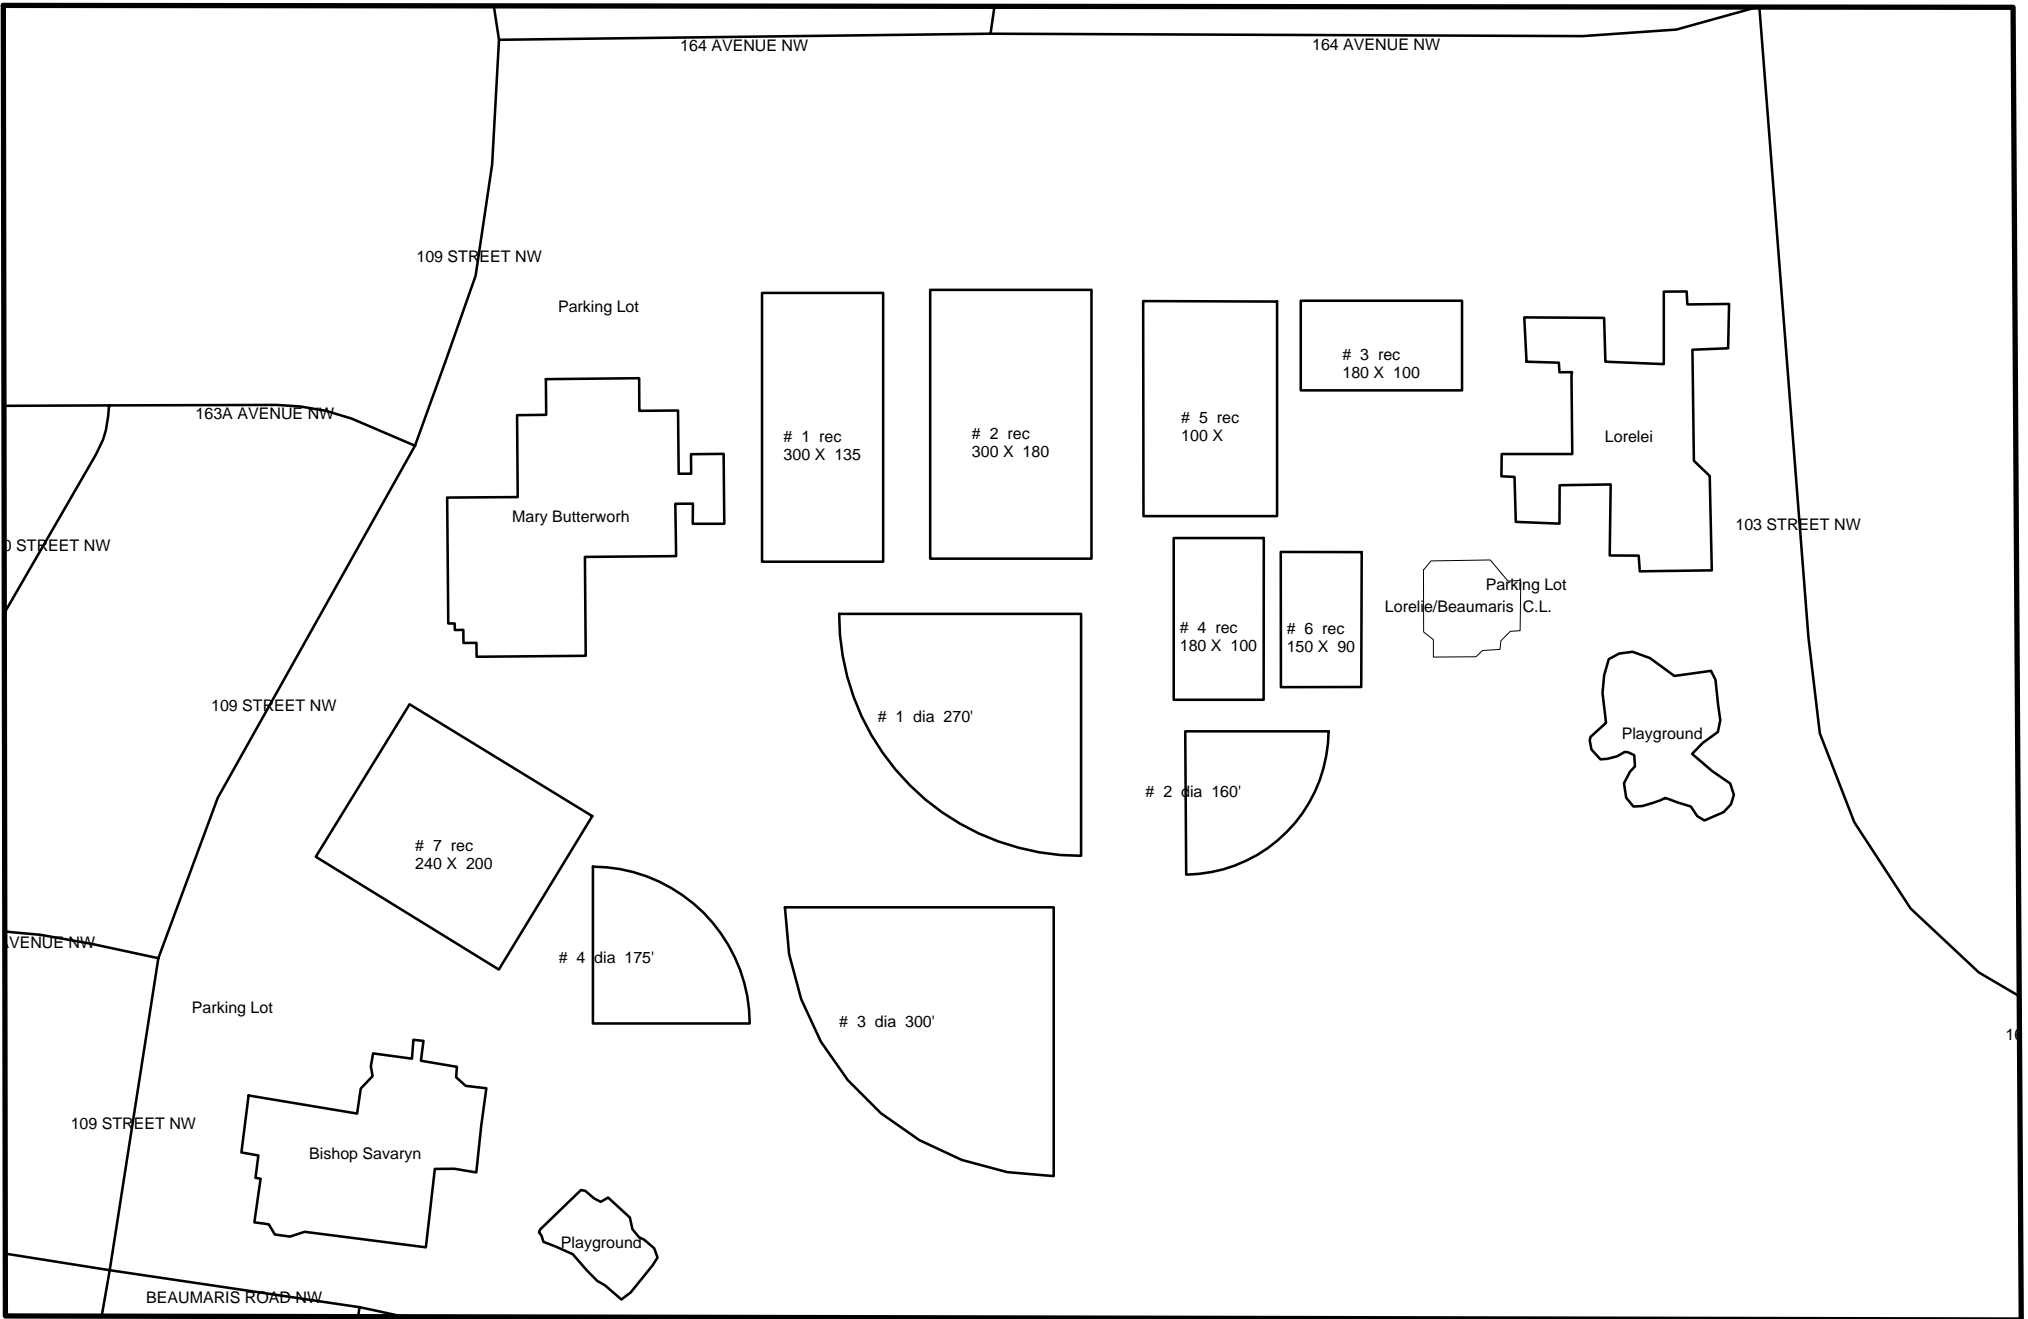 164 AVENUE NW
164 AVENUE NW
109 STREET NW
Parking Lot
# 3 rec
180 X 100
163A AVENUE NW
# 5 rec
100 X
# 1 rec
300 X 135
# 2 rec
300 X 180
Lorelei
Mary Butterworh
103 STREET NW
STREET NW
Parking Lot
Lorelie/Beaumaris C.L.
# 4 rec
180 X 100
# 6 rec
150 X 90
109 STREET NW
# 1 dia 270'
Playground
# 2 dia 160'
# 7 rec
240 X 200
AVENUE NW
# 4 dia 175'
Parking Lot
# 3 dia 300'
109 STREET NW
Bishop Savaryn
Playground
BEAUMARIS ROAD NW